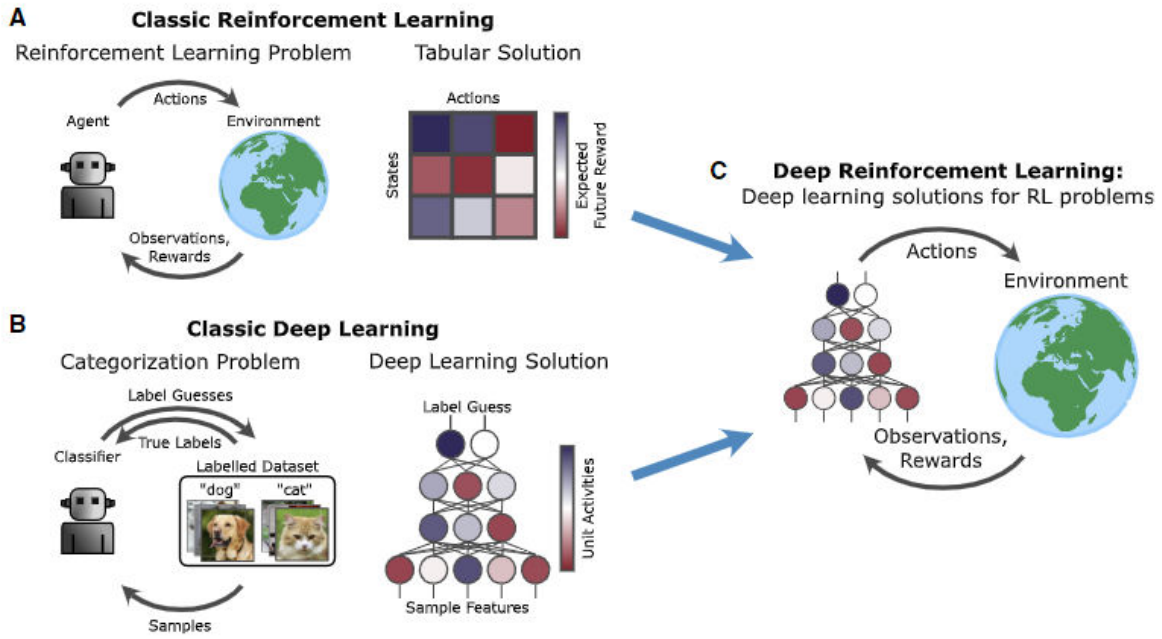 A
Classic Reinforcement Learning
Reinforcement Learning Problem
Tabular Solution
Actions
Agent
Environment
Observations,
Rewards
Actions
States
Expected
Future Reward
B
Classic Deep Learning
Categorization Problem
Deep Learning Solution
Label Guesses
True Labels
Classifier
Labelled Dataset
"dog"
"cat"
Samples
Label Guess
Unit Activities
Sample Features
C
Deep Reinforcement Learning:
Deep learning solutions for RL problems
Actions
Environment
Observations,
Rewards